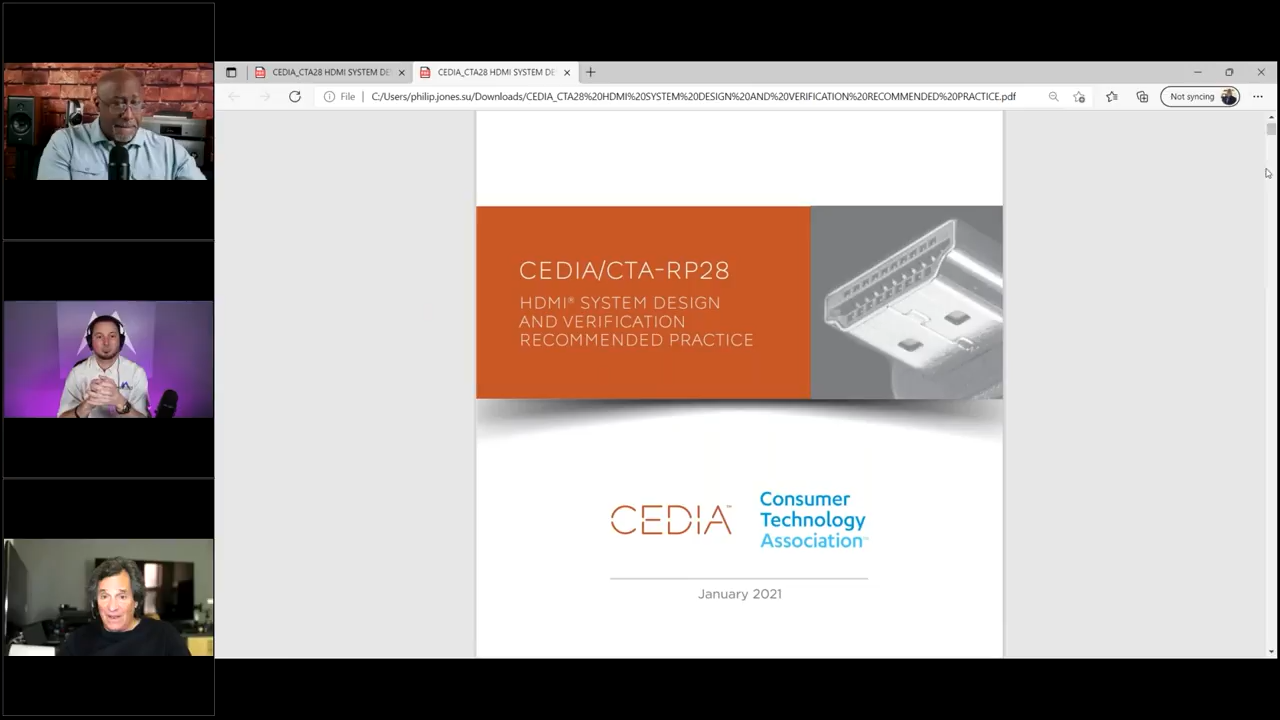 CEDIA_CTA28 HDMI SYSTEM DE
CEDIA_CTA28 HDMI SYSTEM DE
File
C:/Users/philip.jones.su/Downloads/CEDIA_CTA28%20HDMI%20SYSTEM%20DESIGN%20AND%20VERIFICATION%20RECOMMENDED%20PRACTICE.pdf
Not syncing
CEDIA/CTA-RP28
HDMI® SYSTEM DESIGN
AND VERIFICATION
RECOMMENDED PRACTICE
CEDIA™
Consumer
Technology
Association™
January 2021